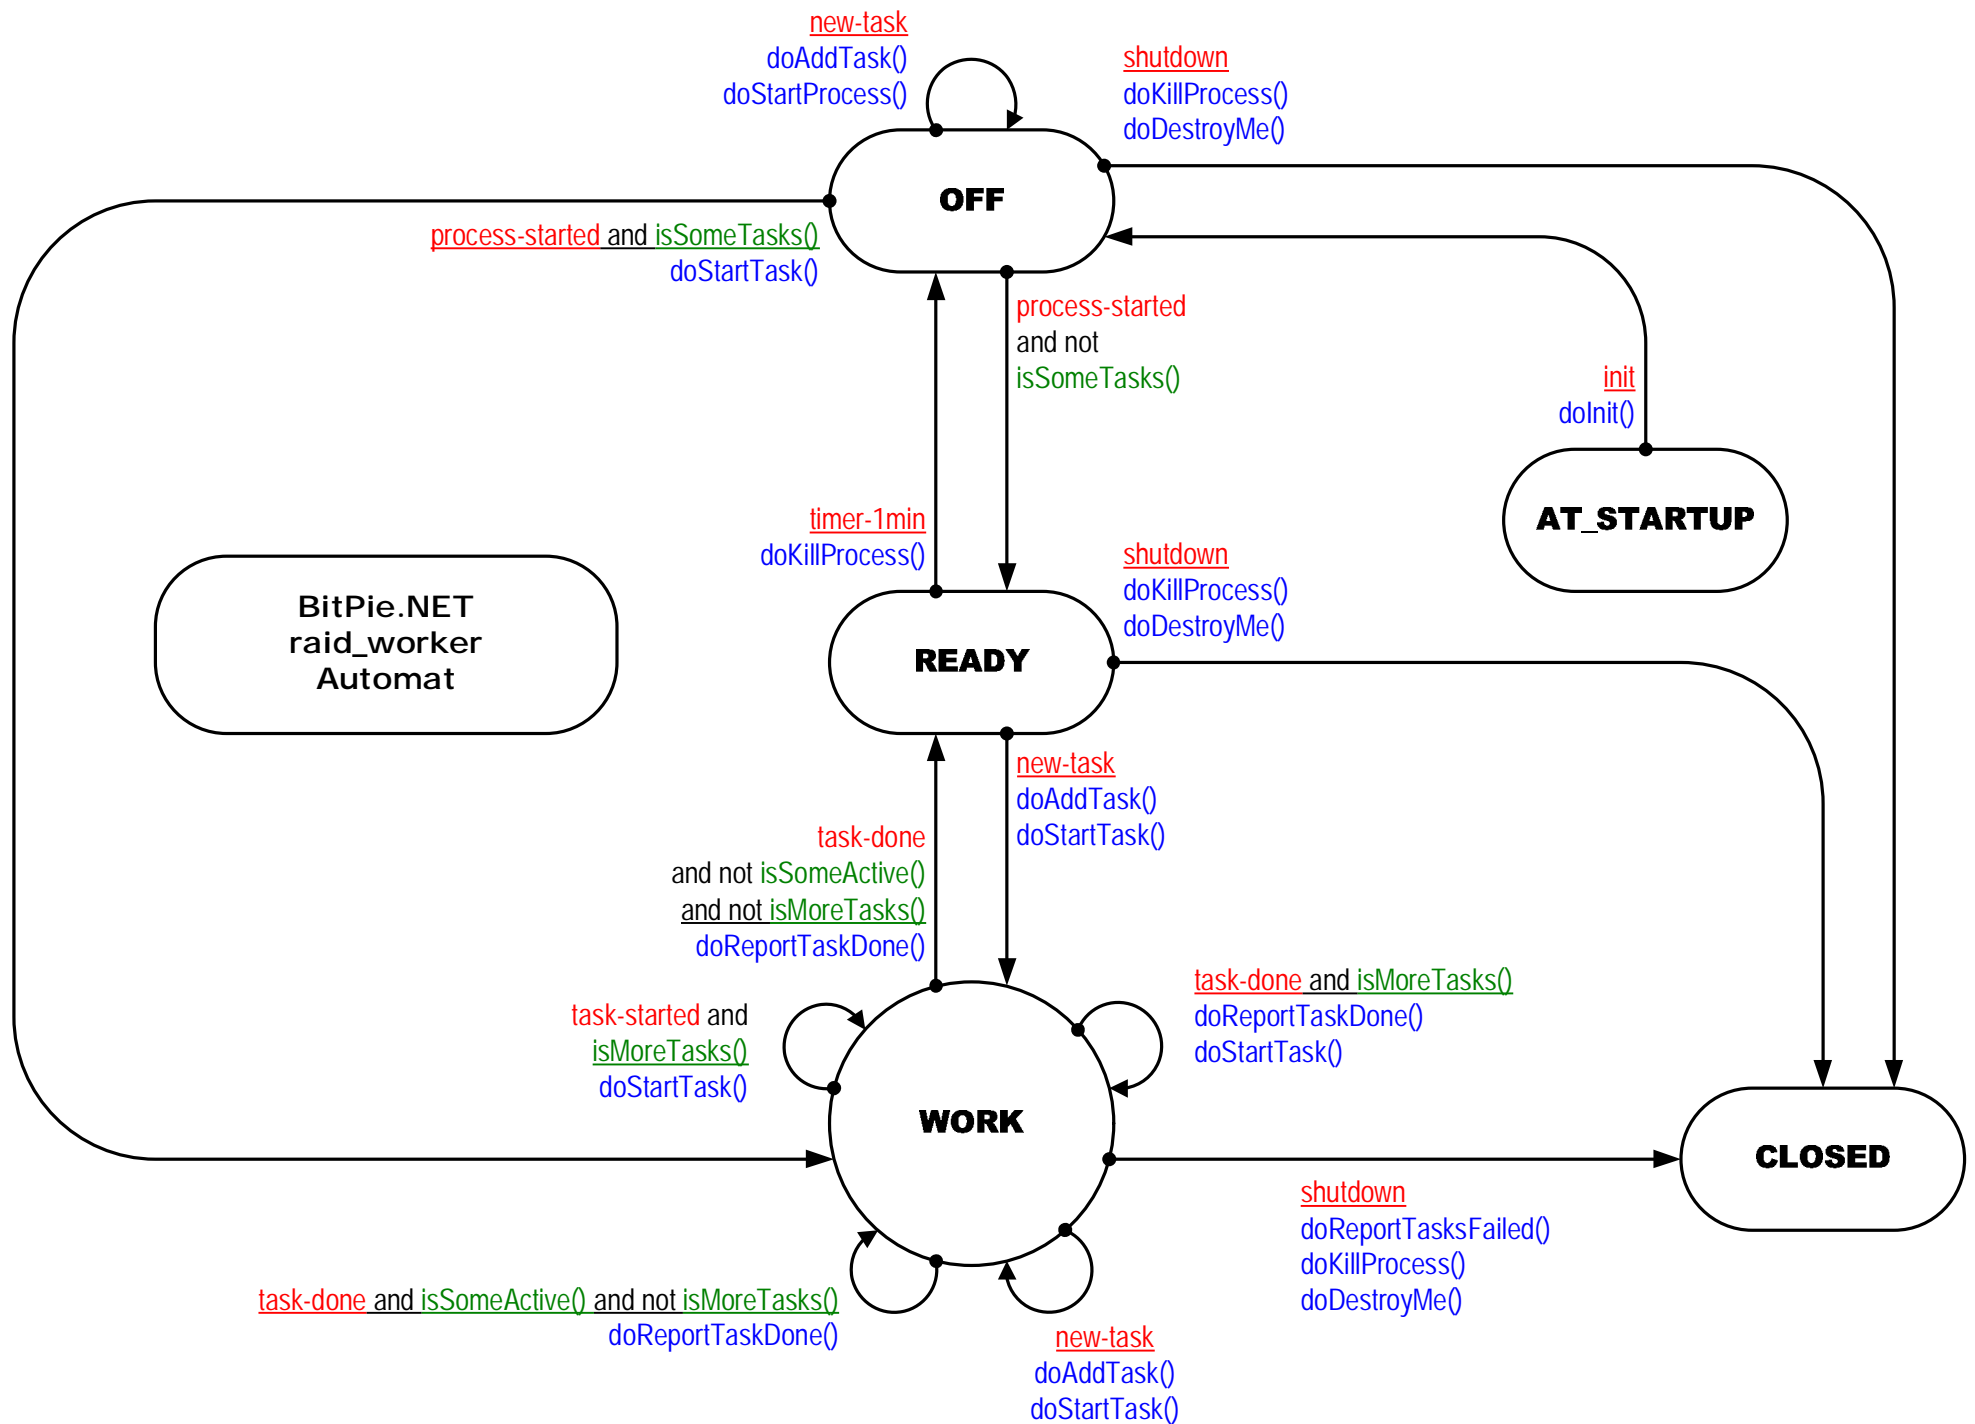 new-task
doAddTask()
doStartProcess()
shutdown
doKillProcess()
doDestroyMe()
OFF
process-started and isSomeTasks()
doStartTask()
process-started
and not
isSomeTasks()
init
doInit()
AT_STARTUP
timer-1min
doKillProcess()
shutdown
doKillProcess()
doDestroyMe()
BitPie.NET
raid_worker
Automat
READY
new-task
doAddTask()
doStartTask()
task-done
and not isSomeActive()
and not isMoreTasks()
doReportTaskDone()
task-started and
isMoreTasks()
doStartTask()
task-done and isMoreTasks()
doReportTaskDone()
doStartTask()
WORK
CLOSED
shutdown
doReportTasksFailed()
doKillProcess()
doDestroyMe()
task-done and isSomeActive() and not isMoreTasks()
doReportTaskDone()
new-task
doAddTask()
doStartTask()